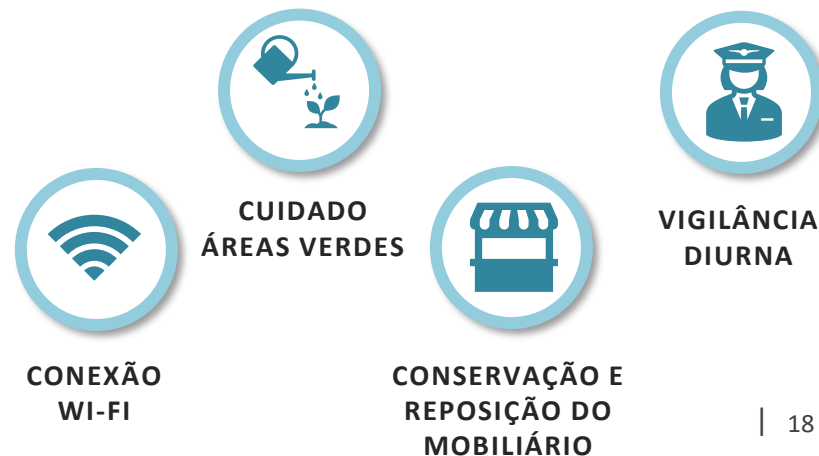 CUIDADO
ÁREAS VERDES
VIGILÂNCIA
DIURNA
CONEXÃO
WI-FI
CONSERVAÇÃO E
REPOSIÇÃO DO
MOBILIÁRIO
| 18